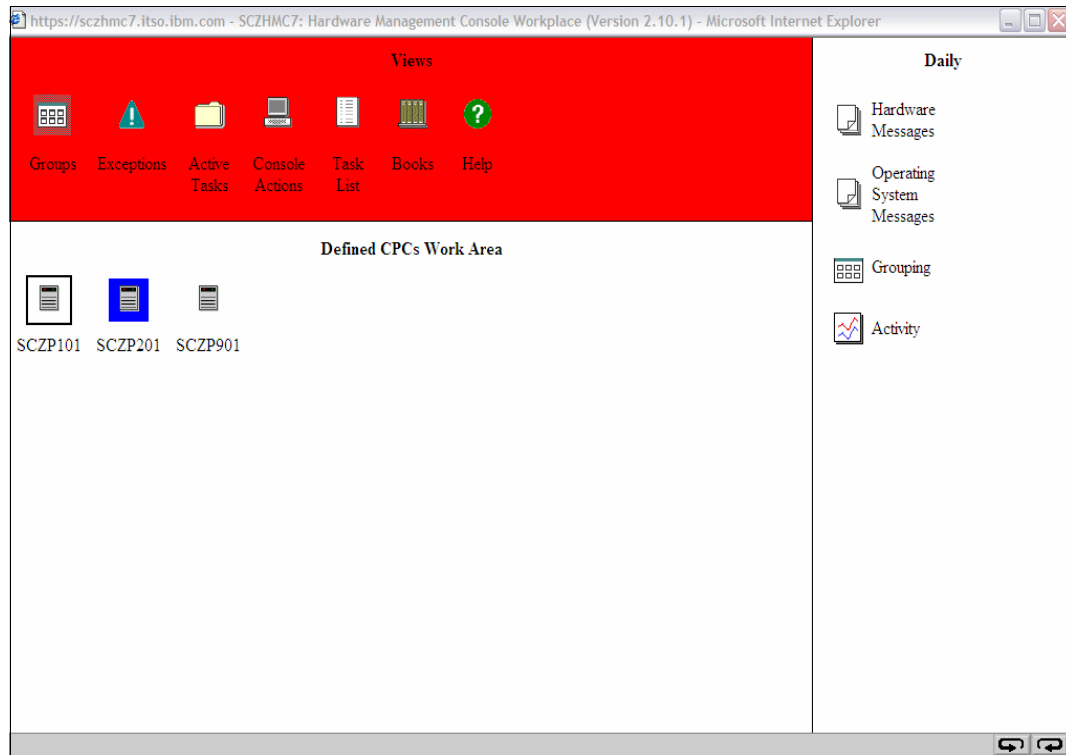 https://sczhmc7.itso.ibm.com - SCZHMC7: Hardware Management Console Workplace (Version 2.10.1) - Microsoft Internet Explorer
Views
Groups
Exceptions
Active
Tasks
Console
Actions
Task
List
Books
?
Help
Defined CPCs Work Area
SCZP101
SCZP201
SCZP901
Daily
Hardware
Messages
Operating
System
Messages
Grouping
Activity